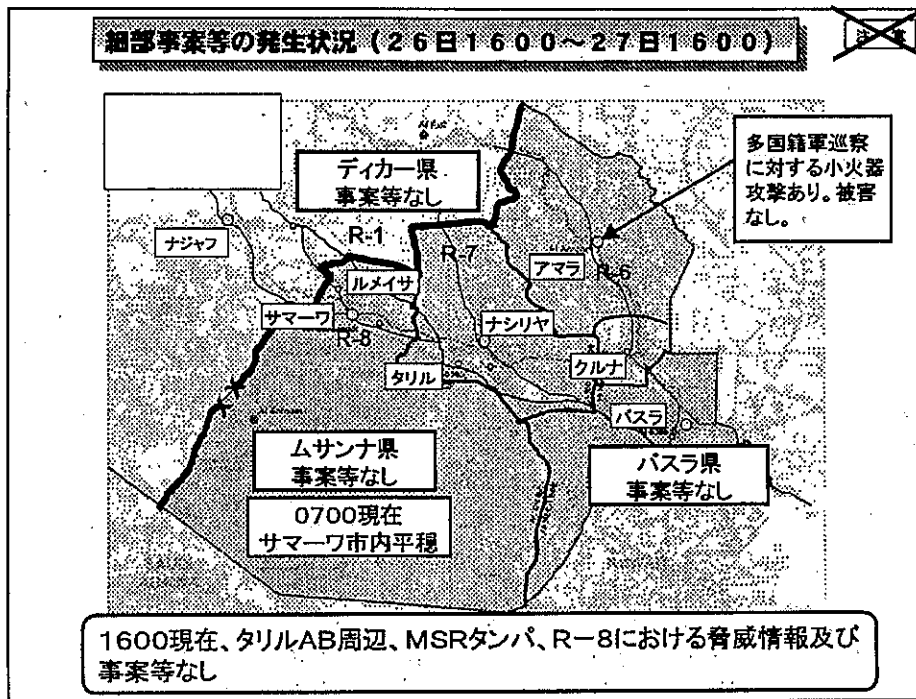 細部事案等の発生状況（26日1600～27日1600）
注意
多国籍軍巡察
に対する小火器
攻撃あり。被害
なし。
ディカー県
事案等なし
ナジャフ
R-1
R-7
アマラ
R-6
ルメイサ
サマーワ
R-8
ナシリヤ
クルナ
タリル
バスラ
ムサンナ県
事案等なし
バスラ県
事案等なし
0700現在
サマーワ市内平穏
1600現在、タリルAB周辺、MSRタンパ、R－8における脅威情報及び
事案等なし